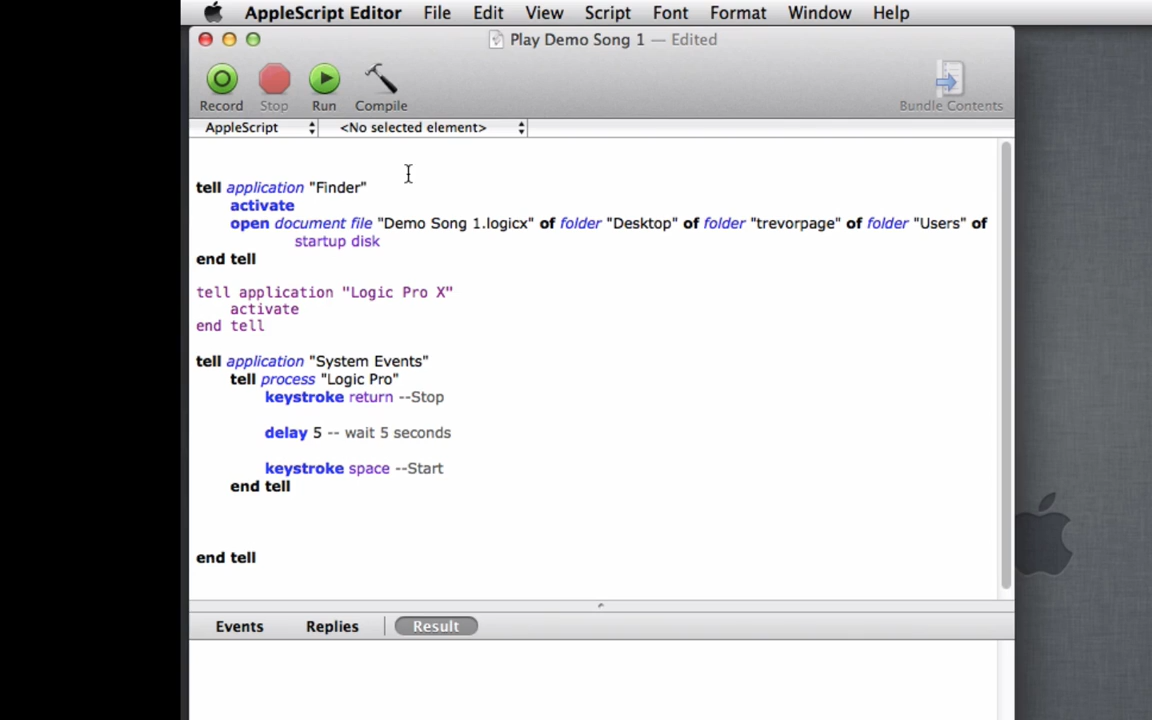 AppleScript Editor File Edit View Script Font Format Window Help
Play Demo Song 1 — Edited
Record Stop Run Compile Bundle Contents
AppleScript <No selected element>
tell application "Finder"
activate
open document file "Demo Song 1.logicx" of folder "Desktop" of folder "trevorpage" of folder "Users" of
startup disk
end tell
tell application "Logic Pro X"
activate
end tell
tell application "System Events"
tell process "Logic Pro"
keystroke return --Stop
delay 5 -- wait 5 seconds
keystroke space --Start
end tell
end tell
Events Replies Result